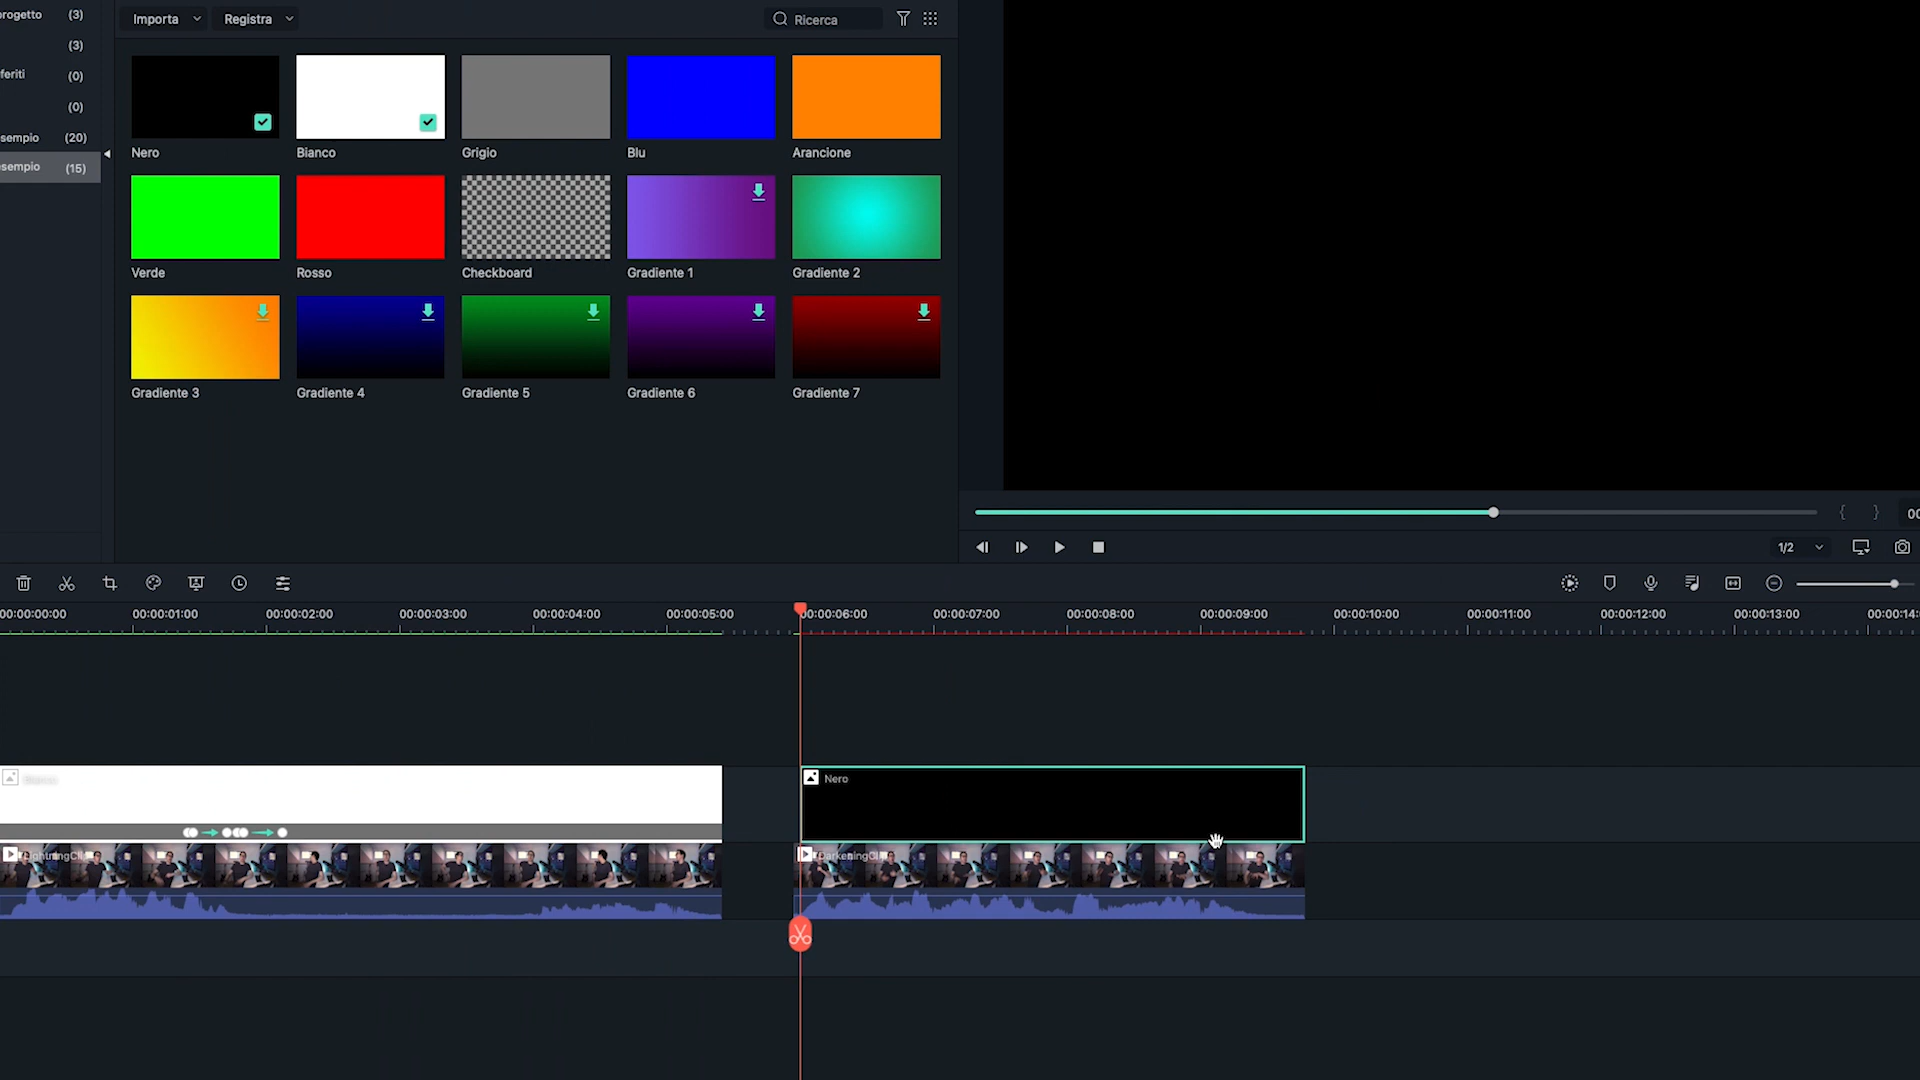 rogetto (3)
(3)
feriti (0)
(0)
sempio (20)
sempio (15)
Importa
Registra
Ricerca
Nero
Bianco
Grigio
Blu
Arancione
Verde
Rosso
Checkboard
Gradiente 1
Gradiente 2
Gradiente 3
Gradiente 4
Gradiente 5
Gradiente 6
Gradiente 7
{ } 00
1/2
00:00:00:00
00:00:01:00
00:00:02:00
00:00:03:00
00:00:04:00
00:00:05:00
00:00:06:00
00:00:07:00
00:00:08:00
00:00:09:00
00:00:10:00
00:00:11:00
00:00:12:00
00:00:13:00
00:00:14:
Nero